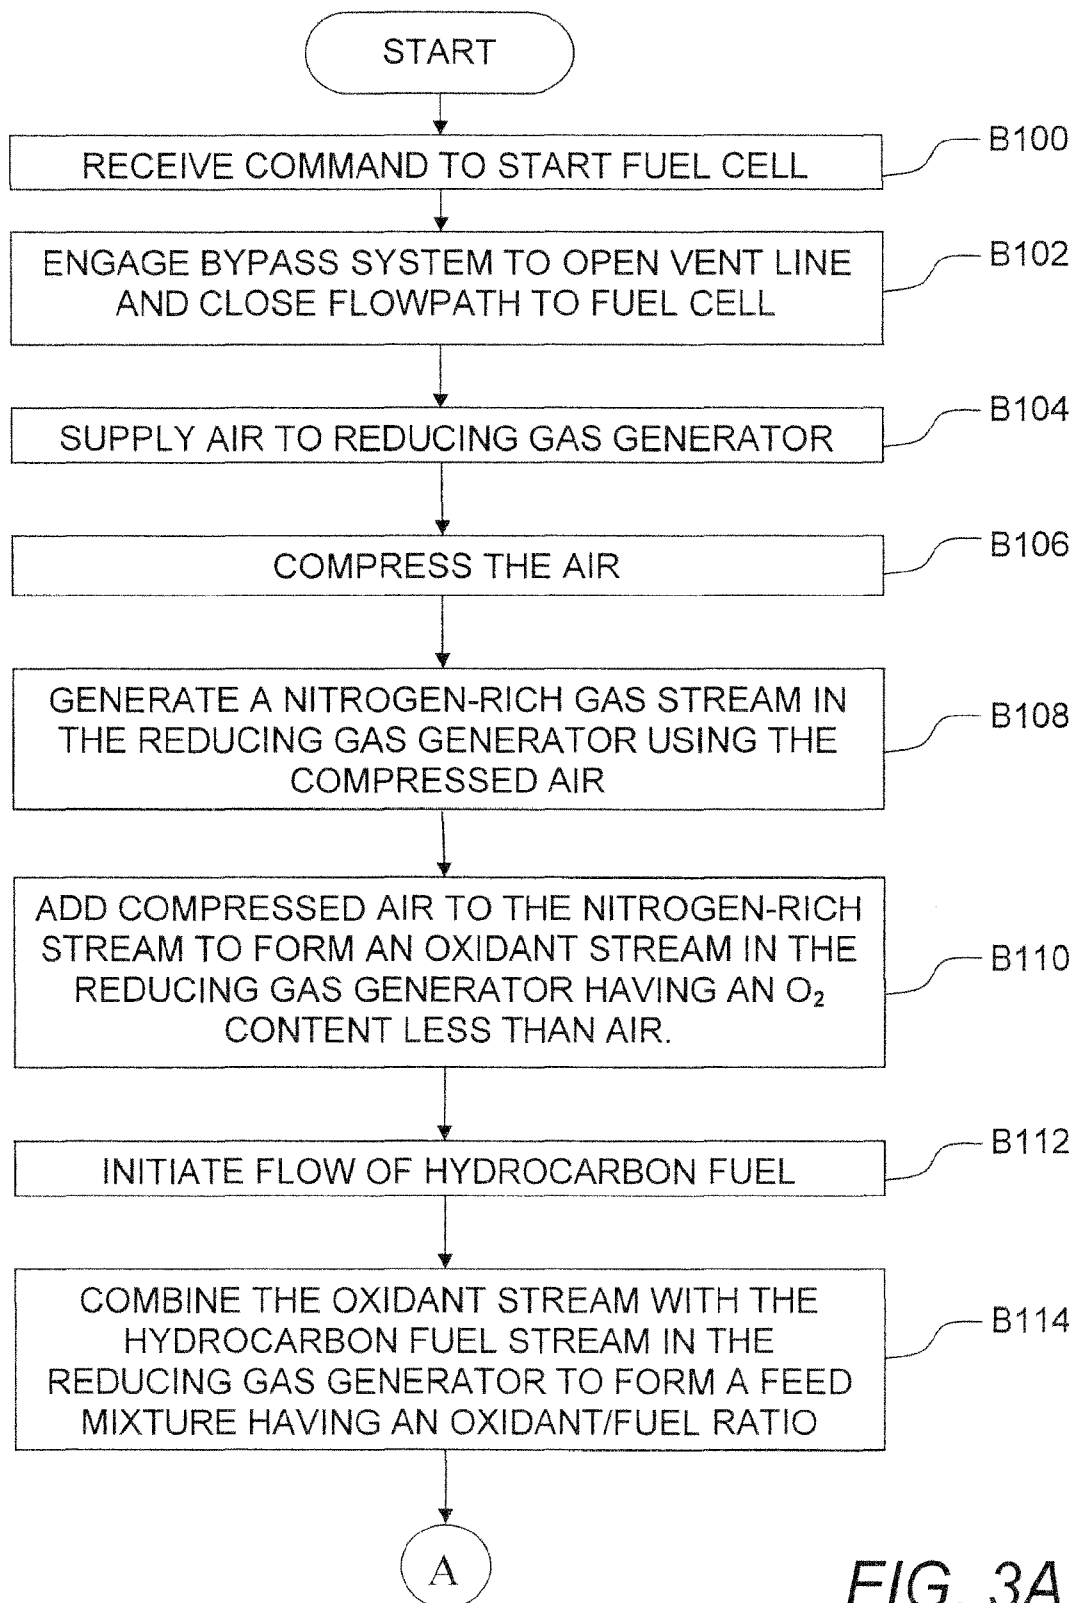 START
RECEIVE COMMAND TO START FUEL CELL
B100
ENGAGE BYPASS SYSTEM TO OPEN VENT LINE
AND CLOSE FLOWPATH TO FUEL CELL
B102
SUPPLY AIR TO REDUCING GAS GENERATOR
B104
COMPRESS THE AIR
B106
GENERATE A NITROGEN-RICH GAS STREAM IN
THE REDUCING GAS GENERATOR USING THE
COMPRESSED AIR
B108
ADD COMPRESSED AIR TO THE NITROGEN-RICH
STREAM TO FORM AN OXIDANT STREAM IN THE
REDUCING GAS GENERATOR HAVING AN O₂
CONTENT LESS THAN AIR.
B110
INITIATE FLOW OF HYDROCARBON FUEL
B112
COMBINE THE OXIDANT STREAM WITH THE
HYDROCARBON FUEL STREAM IN THE
REDUCING GAS GENERATOR TO FORM A FEED
MIXTURE HAVING AN OXIDANT/FUEL RATIO
B114
A
FIG. 3A